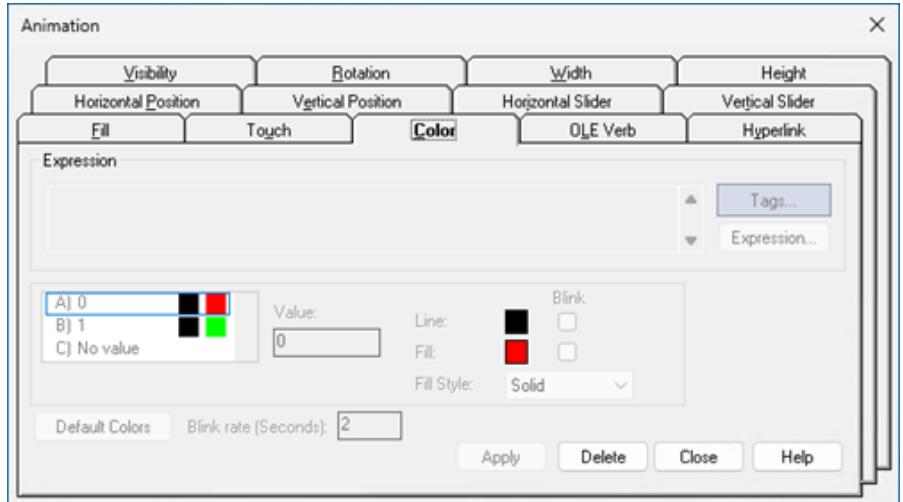 Animation
Visibility Rotation Width Height
Horizontal Position Vertical Position Horizontal Slider Vertical Slider
Fill Touch Color OLE Verb Hyperlink
Expression
Tags...
Expression...
A) 0
B) 1
C) No value
Value:
0
Blink
Line:
Fill:
Fill Style: Solid
Default Colors Blink rate (Seconds): 2
Apply Delete Close Help